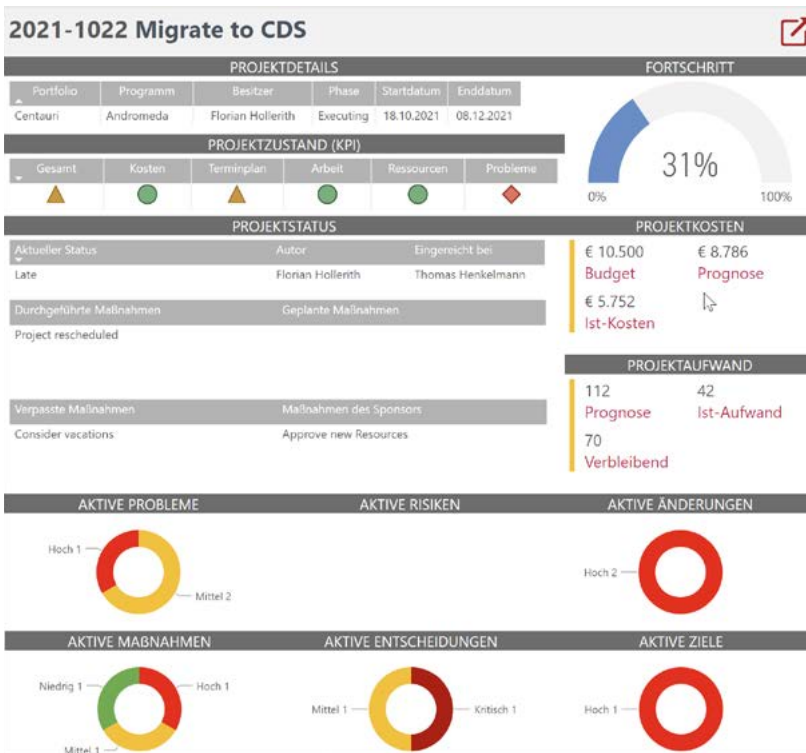 2021-1022 Migrate to CDS
PROJEKTDETAILS
Portfolio Programm Besitzer Phase Startdatum Enddatum
Centauri Andromeda Florian Hollerith Executing 18.10.2021 08.12.2021
PROJEKTZUSTAND (KPI)
Gesamt Kosten Terminplan Arbeit Ressourcen Probleme
FORTSCHRITT
31%
0% 100%
PROJEKTSTATUS
Aktueller Status Autor Eingereicht bei
Late Florian Hollerith Thomas Henkelmann
Durchgeführte Maßnahmen Geplante Maßnahmen
Project rescheduled
Verpasste Maßnahmen Maßnahmen des Sponsors
Consider vacations Approve new Resources
PROJEKTKOSTEN
€ 10.500 € 8.786
Budget Prognose
€ 5.752
Ist-Kosten
PROJEKTAUFWAND
112 42
Prognose Ist-Aufwand
70
Verbleibend
AKTIVE PROBLEME
Hoch 1
Mittel 2
AKTIVE RISIKEN
AKTIVE ÄNDERUNGEN
Hoch 2
AKTIVE MAßNAHMEN
Niedrig 1 Hoch 1
Mittel 1
AKTIVE ENTSCHEIDUNGEN
Mittel 1 Kritisch 1
AKTIVE ZIELE
Hoch 1